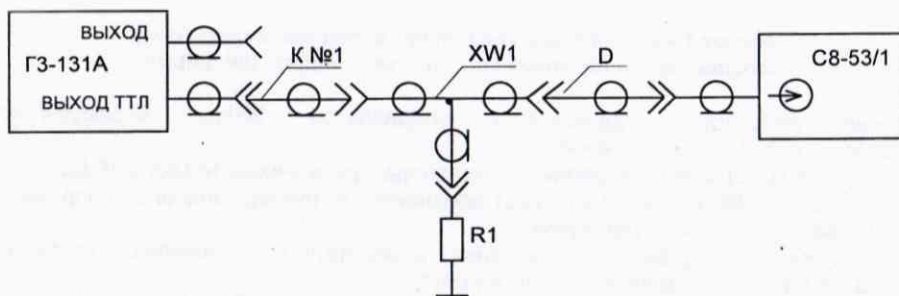 ВЫХОД
К №1
XW1
D
С8-53/1
Г3-131А
ВЫХОД ТТЛ
R1